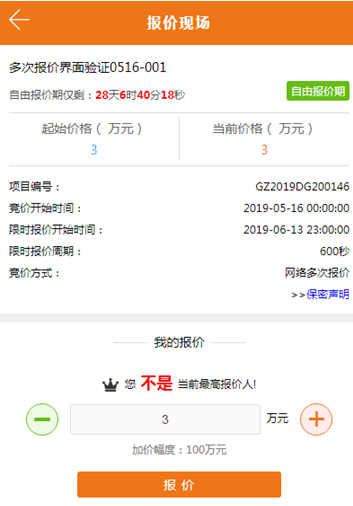 报价现场
多次报价界面验证0516-001
自由报价期仅剩：28天6时40分18秒
自由报价期
起始价格（ 万元）
当前价格（ 万元）
3
3
项目编号： GZ2019DG200146
竞价开始时间： 2019-05-16 00:00:00
限时报价开始时间： 2019-06-13 23:00:00
限时报价周期： 600秒
竞价方式： 网络多次报价
>>保密声明
我的报价
您 不是 当前最高报价人!
3 万元
加价幅度：100万元
报 价